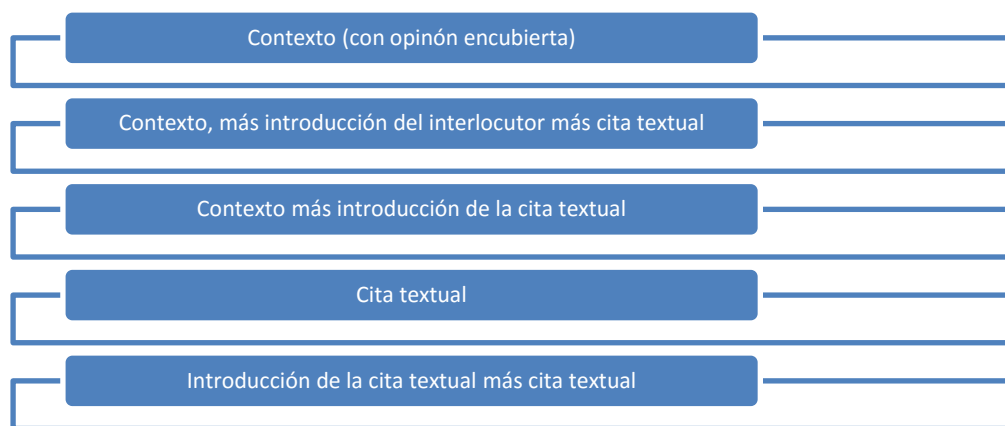 Contexto (con opinón encubierta)
Contexto, más introducción del interlocutor más cita textual
Contexto más introducción de la cita textual
Cita textual
Introducción de la cita textual más cita textual